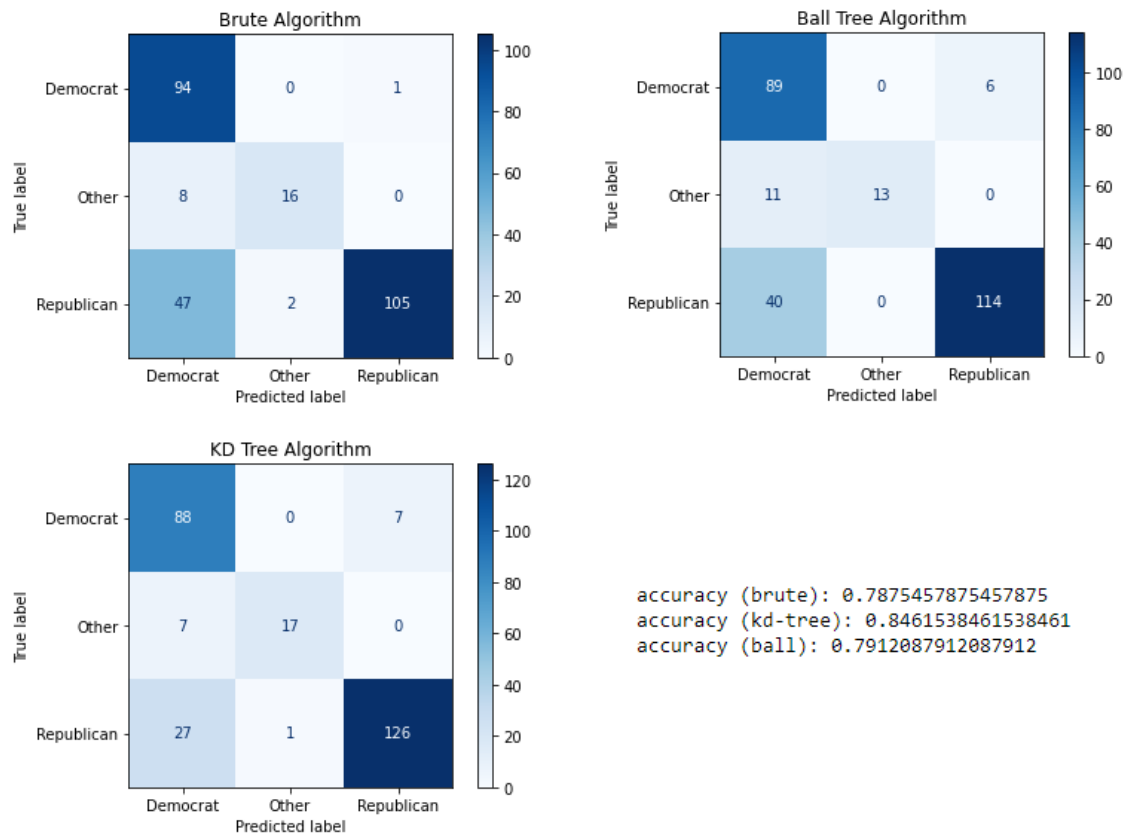 Brute Algorithm
Democrat
Other
Republican
True label
94 0 1
8 16 0
47 2 105
100
80
60
40
20
0
Democrat Other Republican
Predicted label
Ball Tree Algorithm
Democrat
Other
Republican
True label
89 0 6
11 13 0
40 0 114
100
80
60
40
20
0
Democrat Other Republican
Predicted label
KD Tree Algorithm
Democrat
Other
Republican
True label
88 0 7
7 17 0
27 1 126
120
100
80
60
40
20
0
Democrat Other Republican
Predicted label
accuracy (brute): 0.7875457875457875
accuracy (kd-tree): 0.8461538461538461
accuracy (ball): 0.7912087912087912